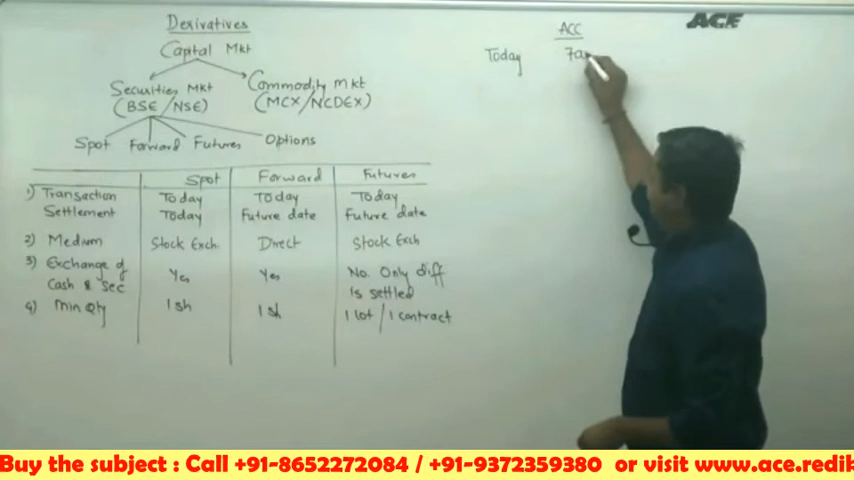 Derivatives
Capital Mkt
Securities Mkt
(BSE/NSE)
Commodity mkt
(MCX/NCDEX)
Spot Forward Futures Options
Spot Forward Futures
1) Transaction Today Today Today
Settlement Today Future date Future date
2) Medium Stock Exch. Direct Stock Exch
3) Exchange of Cash & Sec Yes Yes No. Only diff is settled
4) Min Qty 1 sh 1 sh 1 lot / 1 contract
ACC
Today
ACE
Buy the subject : Call +91-8652272084 / +91-9372359380 or visit www.ace.redik